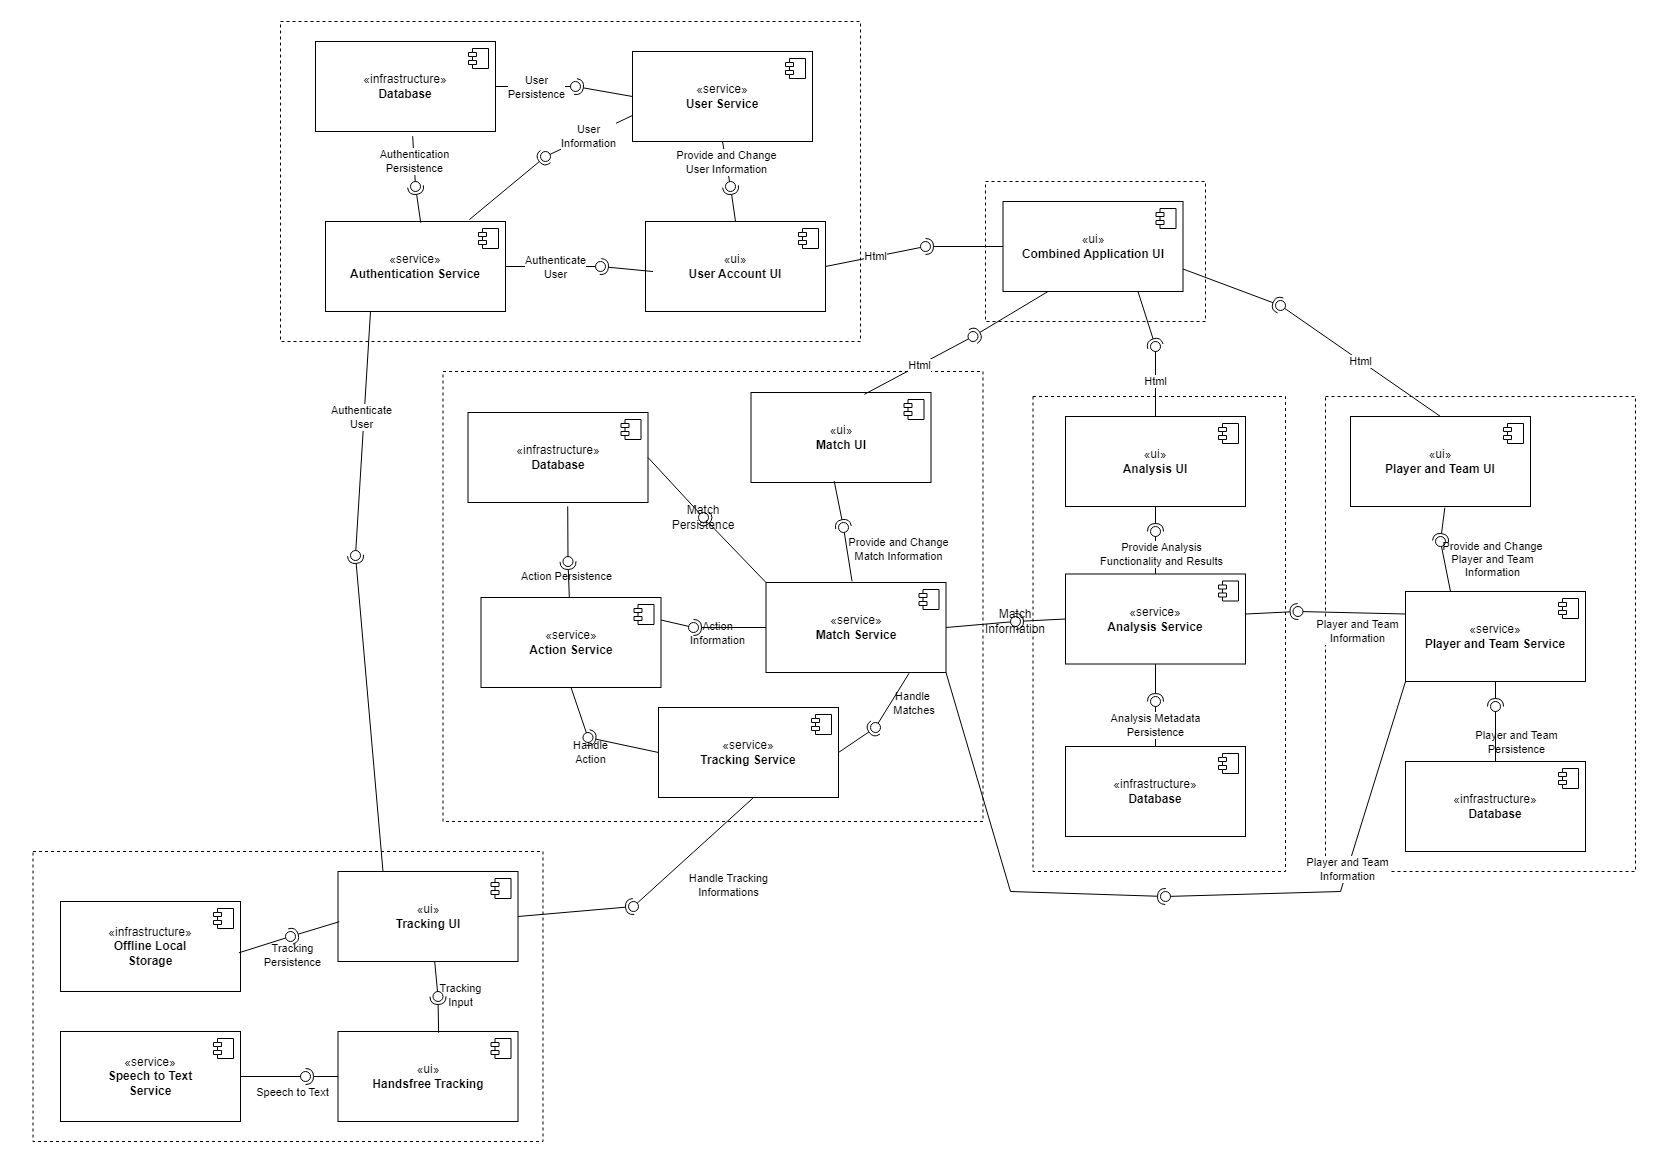 «infrastructure»
Database
User
Persistence
«service»
User Service
User
Information
Authentication
Persistence
Provide and Change
User Information
«service»
Authentication Service
Authenticate
User
«ui»
User Account UI
Html
«ui»
Combined Application UI
Html
Html
Html
Authenticate
User
«infrastructure»
Database
«ui»
Match UI
«ui»
Analysis UI
«ui»
Player and Team UI
Match
Persistence
Provide and Change
Match Information
Provide Analysis
Functionality and Results
Provide and Change
Player and Team
Information
Action Persistence
«service»
Action Service
Action
Information
«service»
Match Service
Match
Information
«service»
Analysis Service
Player and Team
Information
«service»
Player and Team Service
Handle
Action
«service»
Tracking Service
Handle
Matches
Analysis Metadata
Persistence
Player and Team
Persistence
«infrastructure»
Database
«infrastructure»
Database
Player and Team
Information
Handle Tracking
Informations
«ui»
Tracking UI
«infrastructure»
Offline Local
Storage
Tracking
Persistence
Tracking
Input
«service»
Speech to Text
Service
Speech to Text
«ui»
Handsfree Tracking